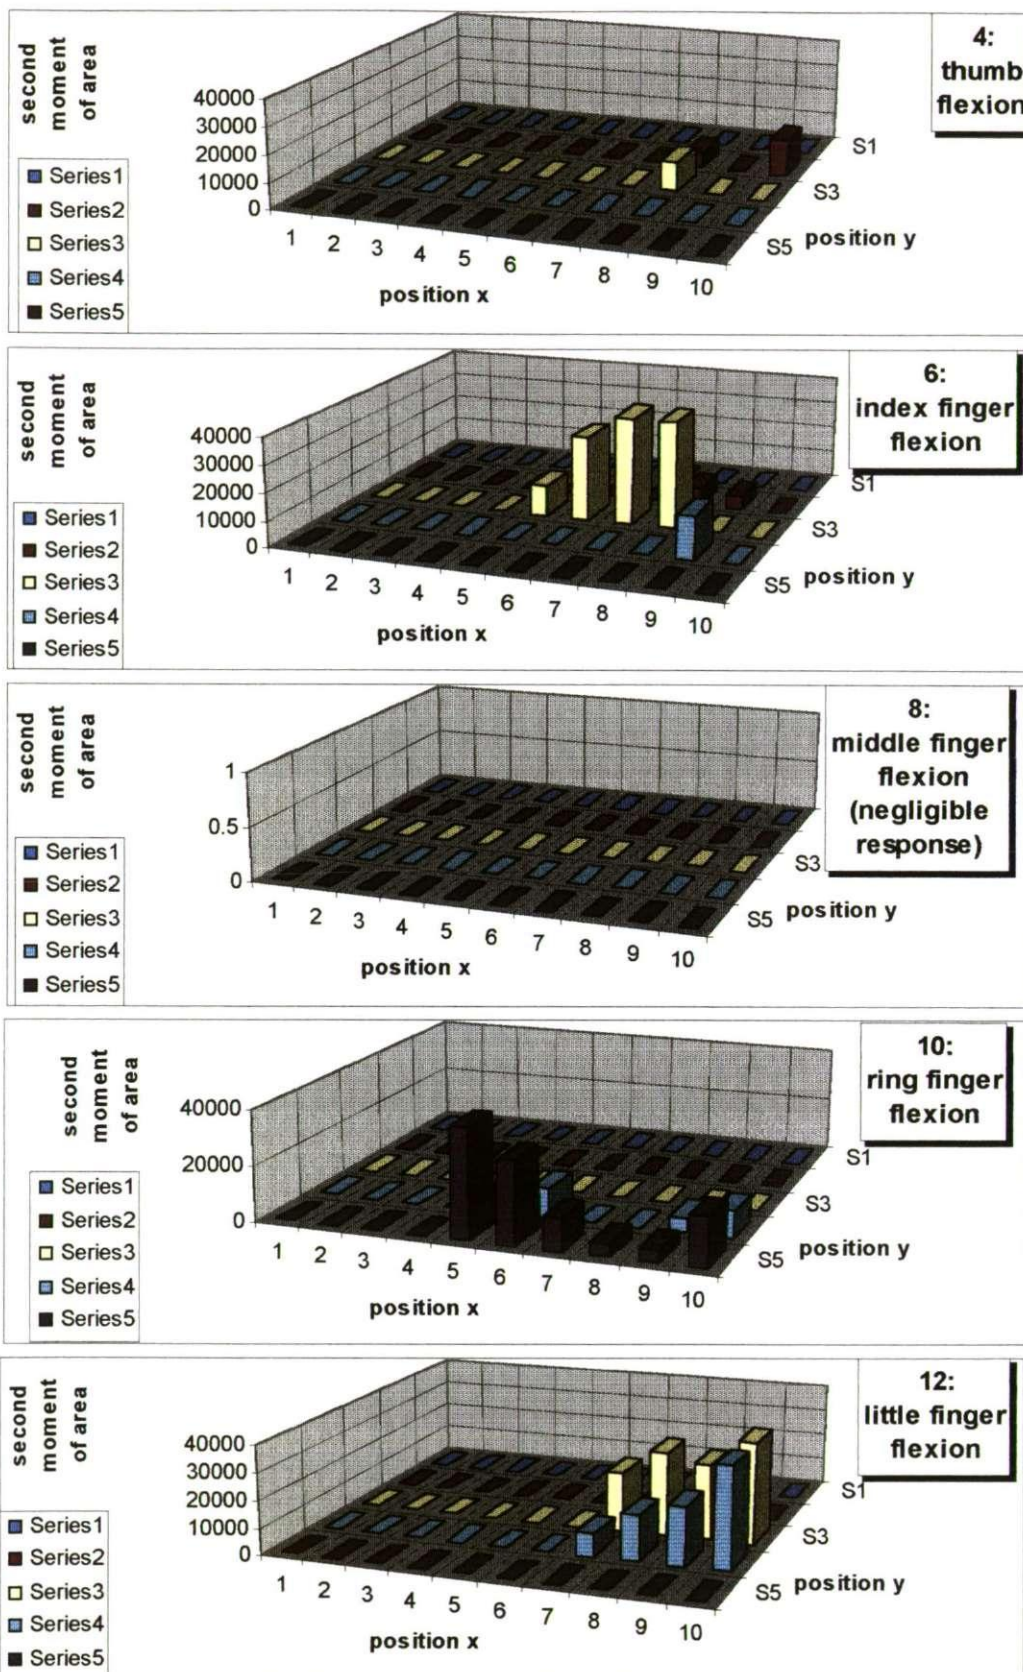 second
moment
of area
4:
thumb
flexion
40000
30000
20000
10000
0
Series1
Series2
Series3
Series4
Series5
1 2 3 4 5 6 7 8 9 10
position x
S1
S3
S5 position y
second
moment
of area
6:
index finger
flexion
40000
30000
20000
10000
0
Series1
Series2
Series3
Series4
Series5
1 2 3 4 5 6 7 8 9 10
position x
S1
S3
S5 position y
second
moment
of area
8:
middle finger
flexion
(negligible
response)
1
0.5
0
Series1
Series2
Series3
Series4
Series5
1 2 3 4 5 6 7 8 9 10
position x
S3
S5 position y
second
moment
of area
10:
ring finger
flexion
40000
20000
0
Series1
Series2
Series3
Series4
Series5
1 2 3 4 5 6 7 8 9 10
position x
S1
S3
S5 position y
second
moment
of area
12:
little finger
flexion
40000
30000
20000
10000
0
Series1
Series2
Series3
Series4
Series5
1 2 3 4 5 6 7 8 9 10
position x
S1
S3
S5 position y